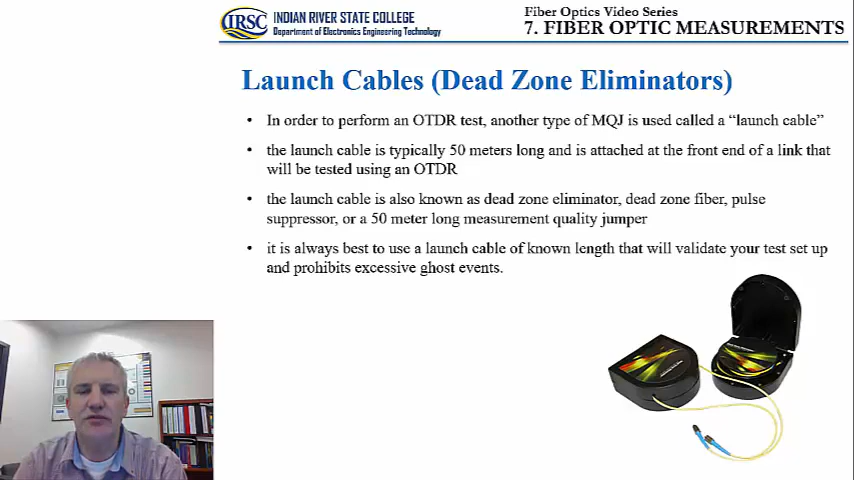 IRSC
INDIAN RIVER STATE COLLEGE
Department of Electronics Engineering Technology
Fiber Optics Video Series
7. FIBER OPTIC MEASUREMENTS
Launch Cables (Dead Zone Eliminators)
• In order to perform an OTDR test, another type of MQJ is used called a “launch cable”
• the launch cable is typically 50 meters long and is attached at the front end of a link that
will be tested using an OTDR
• the launch cable is also known as dead zone eliminator, dead zone fiber, pulse
suppressor, or a 50 meter long measurement quality jumper
• it is always best to use a launch cable of known length that will validate your test set up
and prohibits excessive ghost events.